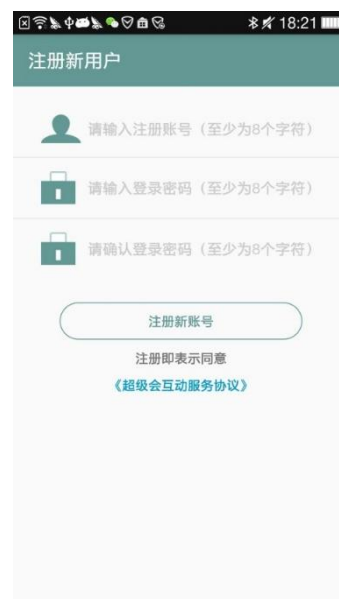 18:21
注册新用户
请输入注册账号（至少为8个字符）
请输入登录密码（至少为8个字符）
请确认登录密码（至少为8个字符）
注册新账号
注册即表示同意
《超级会互动服务协议》